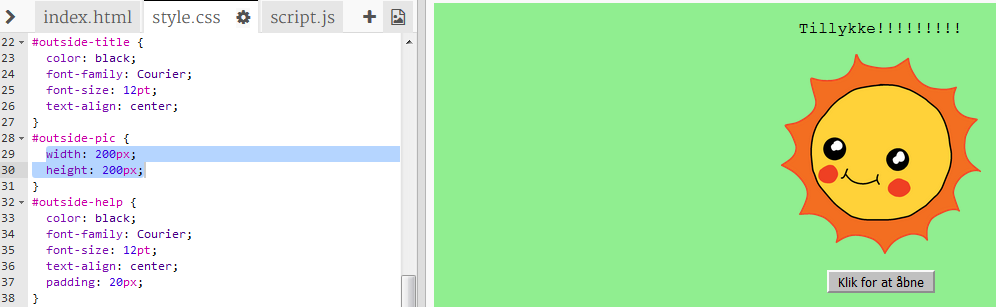 index.html style.css script.js
22 #outside-title {
23 color: black;
24 font-family: Courier;
25 font-size: 12pt;
26 text-align: center;
27 }
28 #outside-pic {
29 width: 200px;
30 height: 200px;
31 }
32 #outside-help {
33 color: black;
34 font-family: Courier;
35 font-size: 12pt;
36 text-align: center;
37 padding: 20px;
38 }
Tillykke!!!!!!!!!
Klik for at åbne